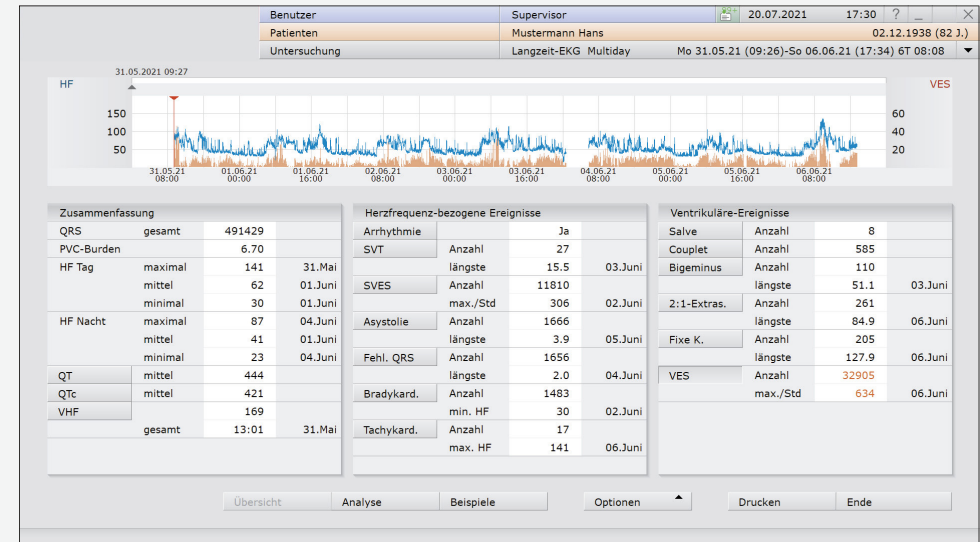 Benutzer Supervisor 99+ 20.07.2021 17:30 ? _ X
Patienten Mustermann Hans 02.12.1938 (82 J.)
Untersuchung Langzeit-EKG Multiday Mo 31.05.21 (09:26)-So 06.06.21 (17:34) 6T 08:08
31.05.2021 09:27
HF VES
150 60
100 40
50 20
31.05.21 01.06.21 01.06.21 02.06.21 03.06.21 03.06.21 04.06.21 05.06.21 05.06.21 06.06.21
08:00 00:00 16:00 08:00 00:00 16:00 08:00 00:00 16:00 08:00
Zusammenfassung
QRS gesamt 491429
PVC-Burden 6.70
HF Tag maximal 141 31.Mai
mittel 62 01.Juni
minimal 30 01.Juni
HF Nacht maximal 87 04.Juni
mittel 41 01.Juni
minimal 23 04.Juni
QT mittel 444
QTc mittel 421
VHF 169
gesamt 13:01 31.Mai
Herzfrequenz-bezogene Ereignisse
Arrhythmie Ja
SVT Anzahl 27
längste 15.5 03.Juni
SVES Anzahl 11810
max./Std 306 02.Juni
Asystolie Anzahl 1666
längste 3.9 05.Juni
Fehl. QRS Anzahl 1656
längste 2.0 04.Juni
Bradykard. Anzahl 1483
min. HF 30 02.Juni
Tachykard. Anzahl 17
max. HF 141 06.Juni
Ventrikuläre-Ereignisse
Salve Anzahl 8
Couplet Anzahl 585
Bigeminus Anzahl 110
längste 51.1 03.Juni
2:1-Extras. Anzahl 261
längste 84.9 06.Juni
Fixe K. Anzahl 205
längste 127.9 06.Juni
VES Anzahl 32905
max./Std 634 06.Juni
Übersicht Analyse Beispiele Optionen Drucken Ende